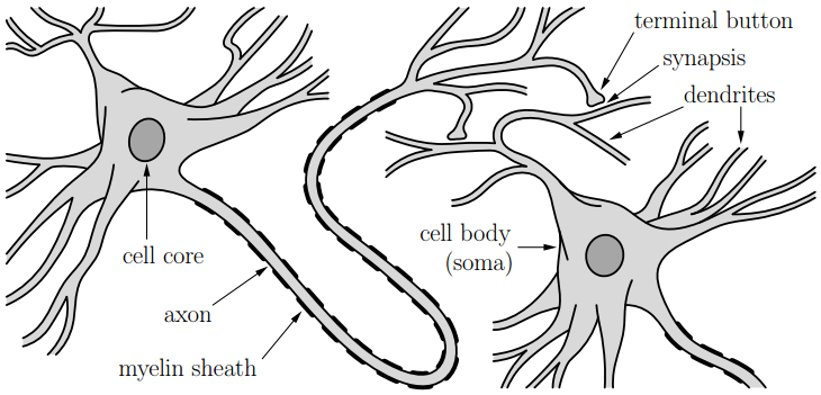 terminal button
synapsis
dendrites
cell body
(soma)
cell core
axon
myelin sheath